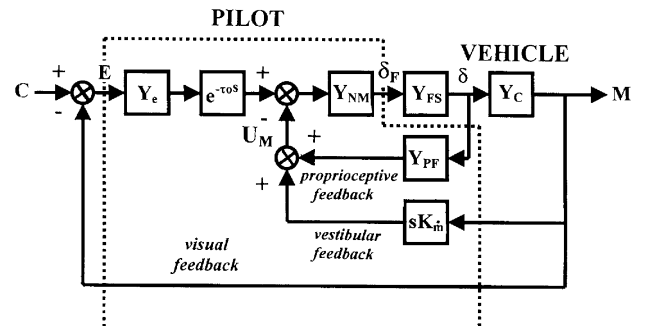 PILOT
VEHICLE
C
+
-
E
Y_e
e^-τ₀s
+
-
Y_NM
δ_F
Y_FS
δ
Y_C
M
U_M
+
+
Y_PF
proprioceptive
feedback
sK_ṁ
vestibular
feedback
visual
feedback